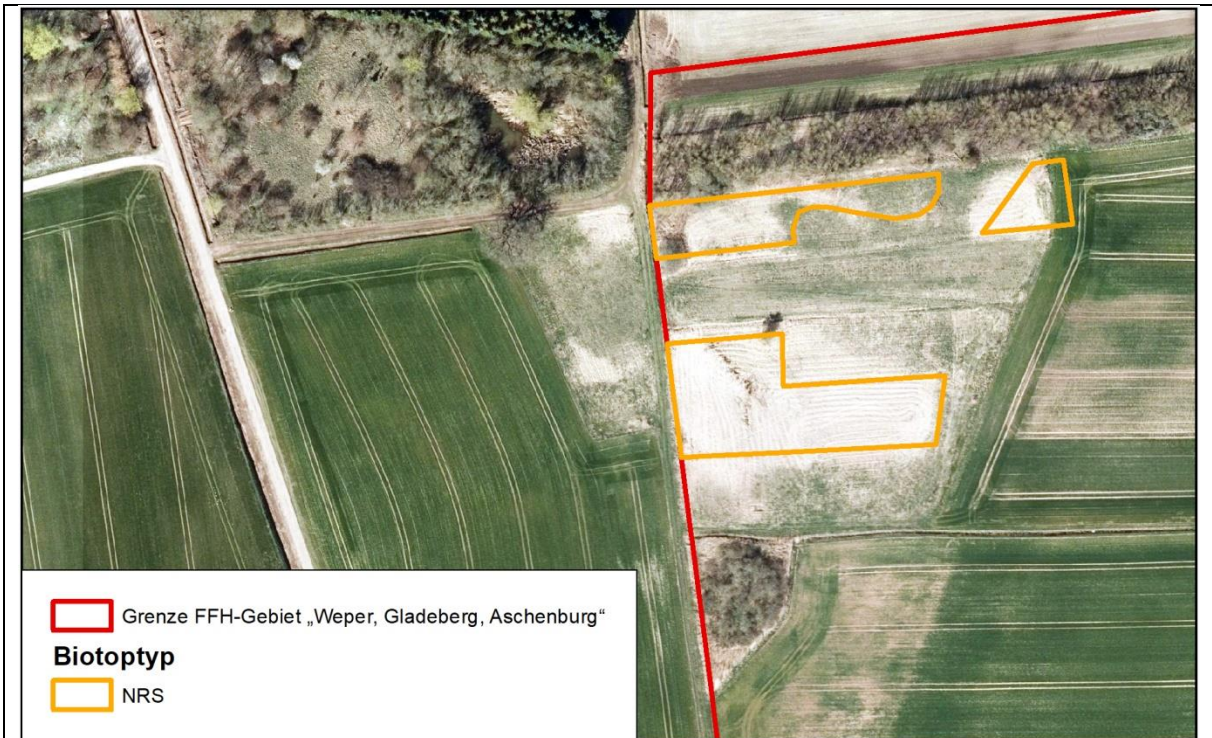 Grenze FFH-Gebiet „Weper, Gladeberg, Aschenburg“
Biotoptyp
NRS